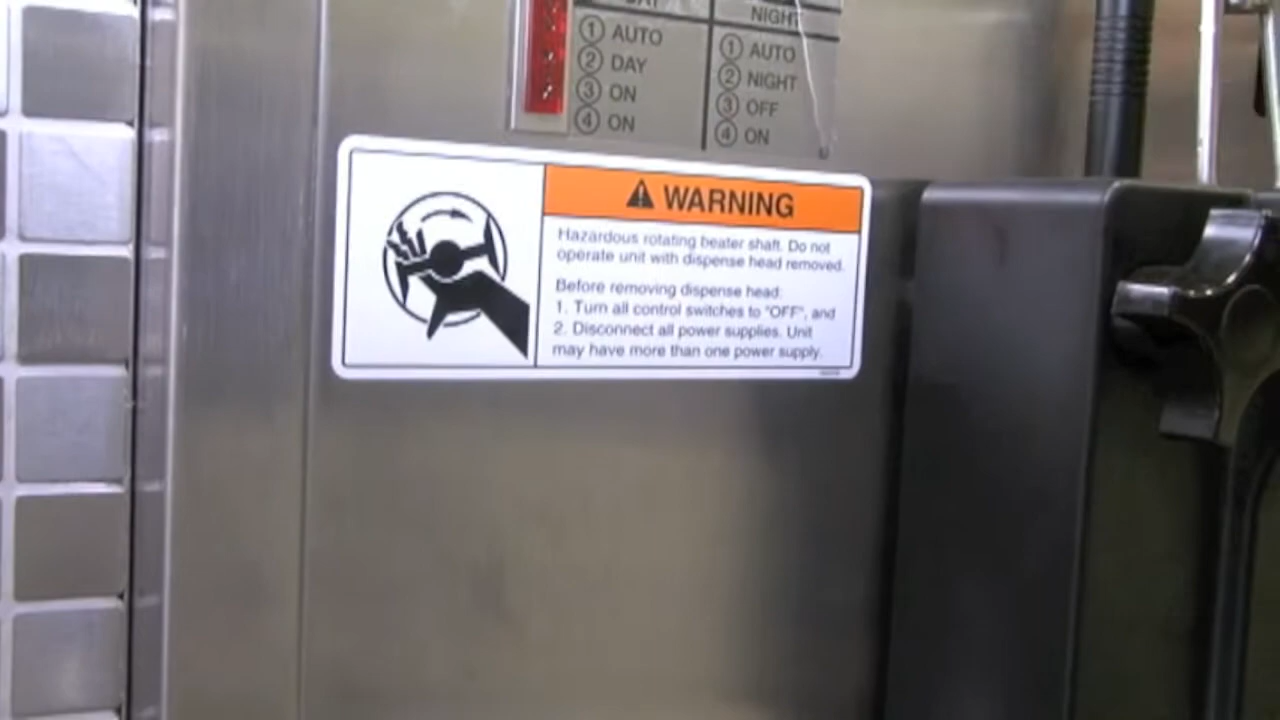 NIGHT
① AUTO
② DAY
③ ON
④ ON
① AUTO
② NIGHT
③ OFF
④ ON
WARNING
Hazardous rotating beater shaft. Do not
operate unit with dispense head removed.
Before removing dispense head:
1. Turn all control switches to "OFF", and
2. Disconnect all power supplies. Unit
may have more than one power supply.